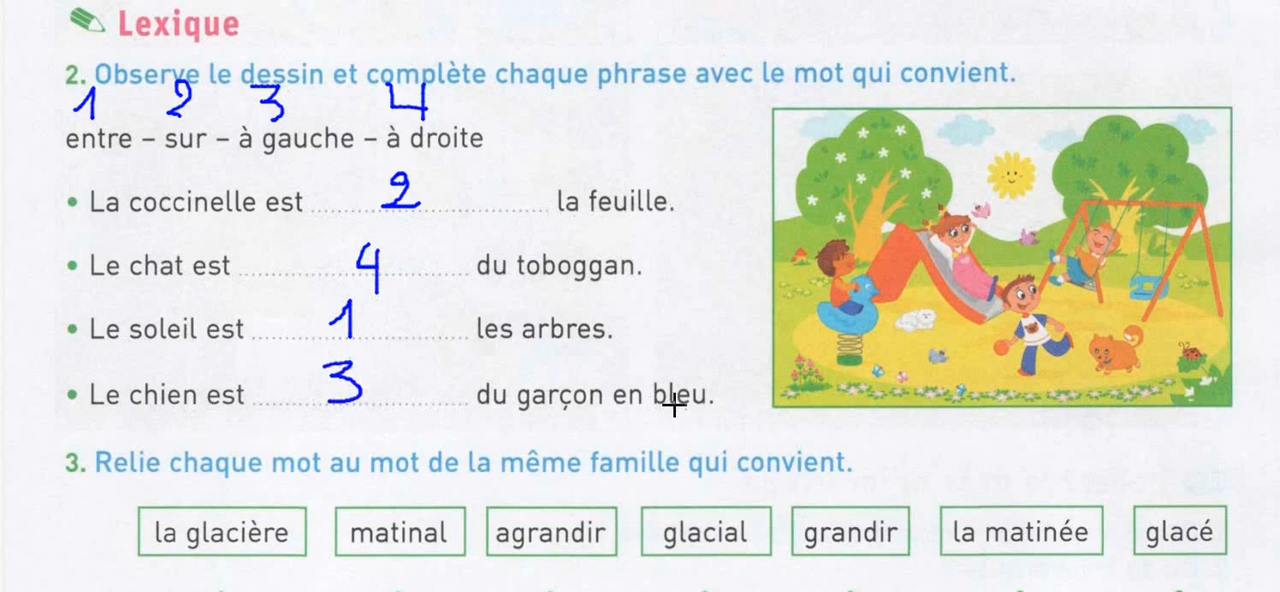 Lexique
2. Observe le dessin et complète chaque phrase avec le mot qui convient.
1 2 3 4
entre – sur – à gauche – à droite
• La coccinelle est 2 la feuille.
• Le chat est 4 du toboggan.
• Le soleil est 1 les arbres.
• Le chien est 3 du garçon en bleu.
3. Relie chaque mot au mot de la même famille qui convient.
la glacière matinal agrandir glacial grandir la matinée glacé